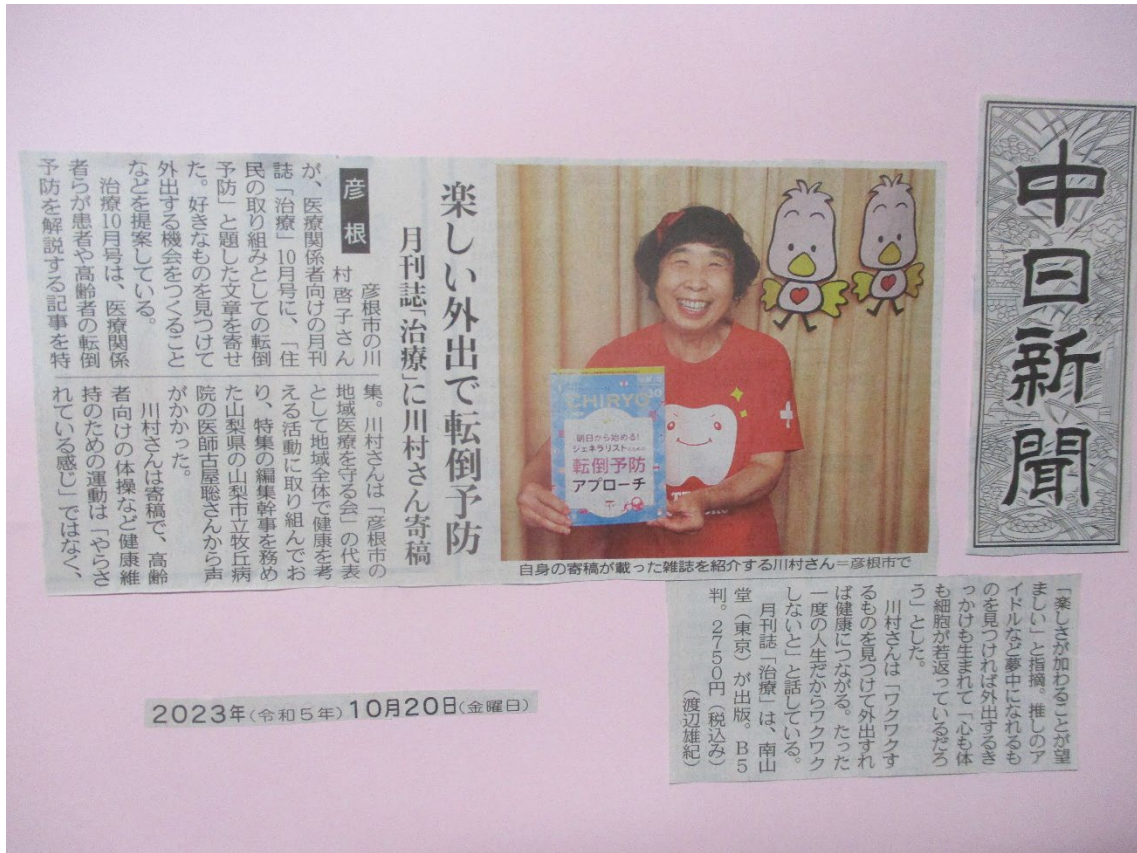 中日新聞
楽しい外出で転倒予防
月刊誌「治療」に川村さん寄稿
彦根
彦根市の川
村啓子さん
が、医療関係者向けの月刊
誌「治療」10月号に、「住
民の取り組みとしての転倒
予防」と題した文章を寄せ
た。好きなものを見つけて
外出する機会をつくること
などを提案している。
治療10月号は、医療関係
者らが患者や高齢者の転倒
予防を解説する記事を特
集。川村さんは「彦根市の
地域医療を守る会」の代表
として地域全体で健康を考
える活動に取り組んでお
り、特集の編集幹事を務め
た山梨県の山梨市立牧丘病
院の医師古屋聡さんから声
がかかった。
川村さんは寄稿で、高齢
者向けの体操など健康維
持のための運動は「やらさ
れている感じ」ではなく、
「楽しさが加わることが望
ましい」と指摘。推しのア
イドルなど夢中になれるも
のを見つければ外出するき
っかけも生まれて「心も体
も細胞が若返っているだろ
う」とした。
川村さんは「ワクワクす
るものを見つけて外出すれ
ば健康につながる。たった
一度の人生だからワクワク
しないと」と話している。
月刊誌「治療」は、南山
堂（東京）が出版。B5
判。2750円（税込み）
（渡辺雄紀）
CHIRYO
明日から始める！
ジェネラリストのための
転倒予防
アプローチ
自身の寄稿が載った雑誌を紹介する川村さん＝彦根市で
2023年(令和5年)10月20日(金曜日)